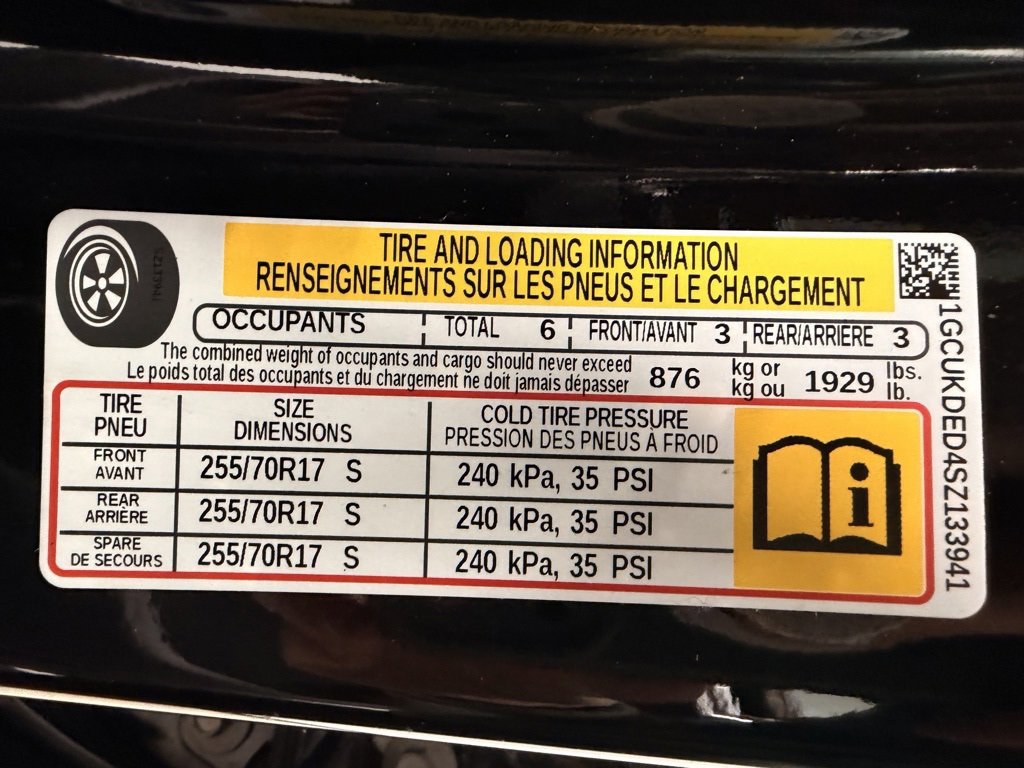 TIRE AND LOADING INFORMATION
RENSEIGNEMENTS SUR LES PNEUS ET LE CHARGEMENT
OCCUPANTS TOTAL 6 FRONT/AVANT 3 REAR/ARRIÈRE 3
The combined weight of occupants and cargo should never exceed
Le poids total des occupants et du chargement ne doit jamais dépasser
876 kg or 1929 lbs.
kg ou lb.
TIRE SIZE COLD TIRE PRESSURE
PNEU DIMENSIONS PRESSION DES PNEUS À FROID
FRONT
AVANT 255/70R17 S 240 kPa, 35 PSI
REAR
ARRIÈRE 255/70R17 S 240 kPa, 35 PSI
SPARE
DE SECOURS 255/70R17 S 240 kPa, 35 PSI
i
1GCUKDED4SZ133941
SZ133941